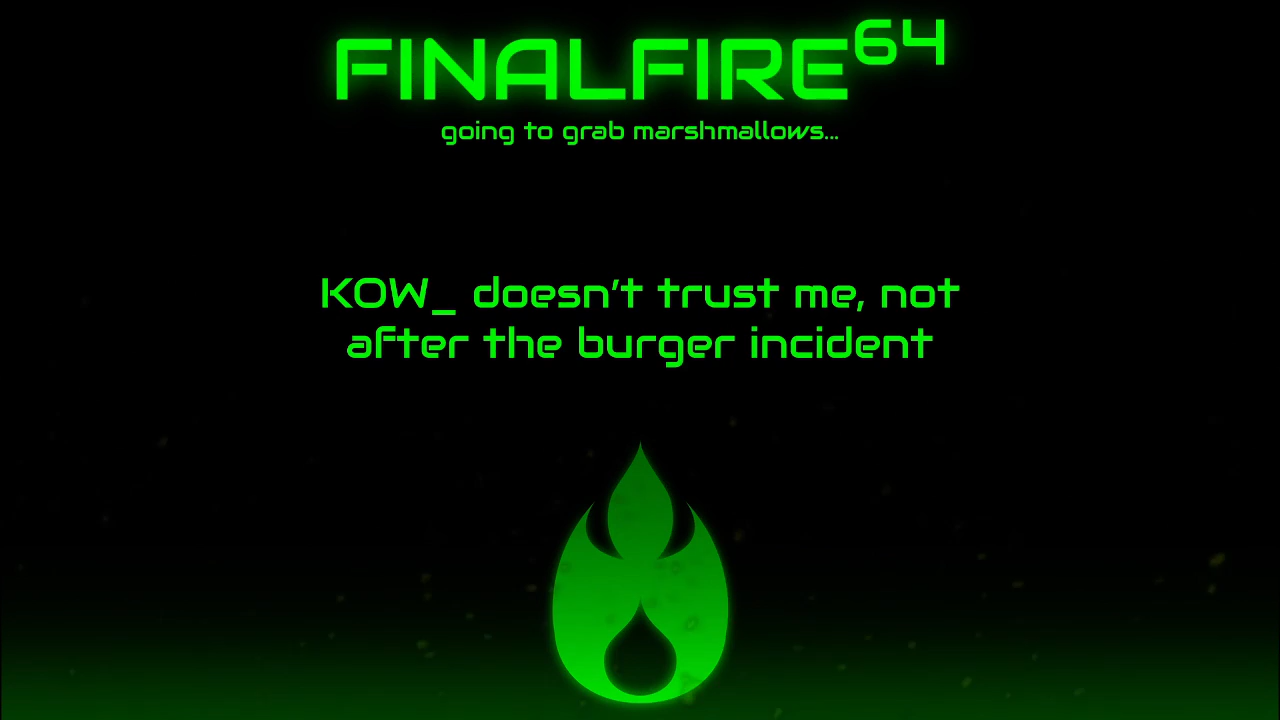 FINALFIRE64
going to grab marshmallows...
KOW_ doesn't trust me, not
after the burger incident